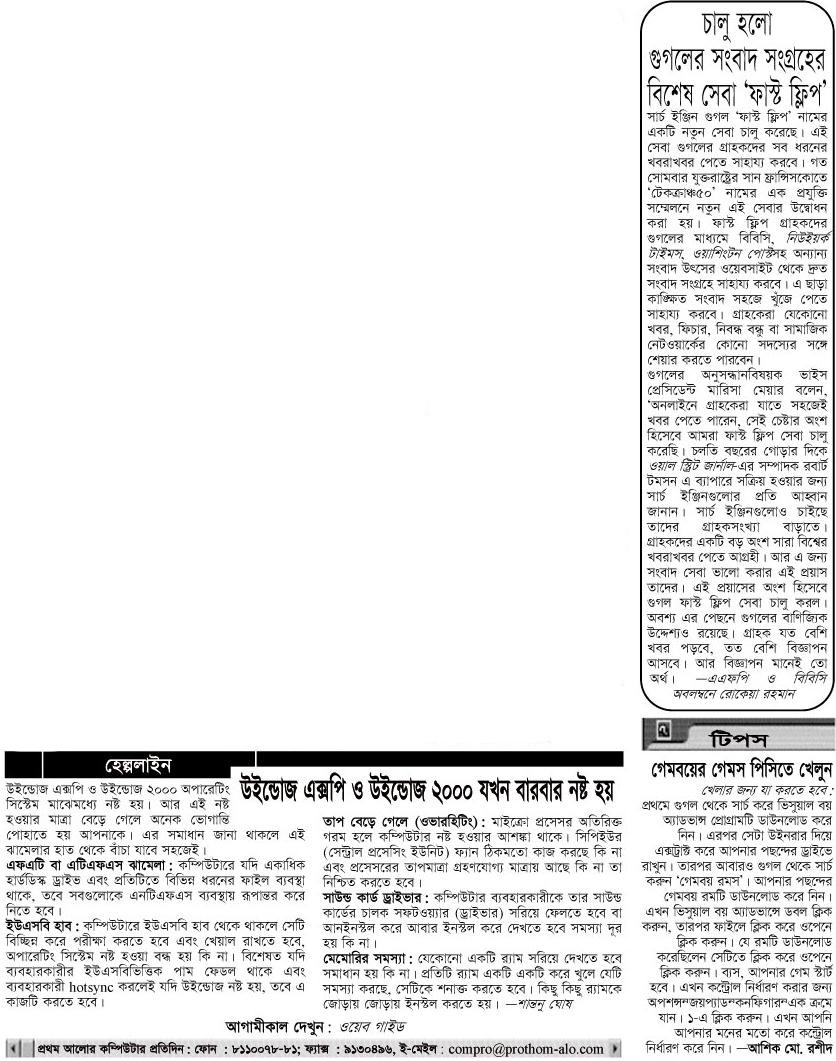 চালু হলো
গুগলের সংবাদ সংগ্রহের
বিশেষ সেবা ‘ফাস্ট ফ্লিপ’
সার্চ ইঞ্জিন গুগল ‘ফাস্ট ফ্লিপ’ নামের
একটি নতুন সেবা চালু করেছে। এই
সেবা গুগলের গ্রাহকদের সব ধরনের
খবরাখবর পেতে সাহায্য করবে। গত
সোমবার যুক্তরাষ্ট্রের সান ফ্রান্সিসকোতে
‘টেকক্রাঞ্চ৫০’ নামের এক প্রযুক্তি
সম্মেলনে নতুন এই সেবার উদ্বোধন
করা হয়। ফাস্ট ফ্লিপ গ্রাহকদের
গুগলের মাধ্যমে বিবিসি, নিউইয়র্ক
টাইমস, ওয়াশিংটন পোস্টসহ অন্যান্য
সংবাদ উৎসের ওয়েবসাইট থেকে দ্রুত
সংবাদ সংগ্রহে সাহায্য করবে। এ ছাড়া
কাঙ্ক্ষিত সংবাদ সহজে খুঁজে পেতে
সাহায্য করবে। গ্রাহকেরা যেকোনো
খবর, ফিচার, নিবন্ধ বন্ধু বা সামাজিক
নেটওয়ার্কের কোনো সদস্যের সঙ্গে
শেয়ার করতে পারবেন।
গুগলের অনুসন্ধানবিষয়ক ভাইস
প্রেসিডেন্ট মারিসা মেয়ার বলেন,
‘অনলাইনে গ্রাহকেরা যাতে সহজেই
খবর পেতে পারেন, সেই চেষ্টার অংশ
হিসেবে আমরা ফাস্ট ফ্লিপ সেবা চালু
করেছি। চলতি বছরের গোড়ার দিকে
ওয়াল স্ট্রিট জার্নাল-এর সম্পাদক রবার্ট
টমসন এ ব্যাপারে সক্রিয় হওয়ার জন্য
সার্চ ইঞ্জিনগুলোর প্রতি আহ্বান
জানান। সার্চ ইঞ্জিনগুলোও চাইছে
তাদের গ্রাহকসংখ্যা বাড়াতে।
গ্রাহকদের একটি বড় অংশ সারা বিশ্বের
খবরাখবর পেতে আগ্রহী। আর এ জন্য
সংবাদ সেবা ভালো করার এই প্রয়াস
তাদের। এই প্রয়াসের অংশ হিসেবে
গুগল ফাস্ট ফ্লিপ সেবা চালু করল।
অবশ্য এর পেছনে গুগলের বাণিজ্যিক
উদ্দেশ্যও রয়েছে। গ্রাহক যত বেশি
খবর পড়বে, তত বেশি বিজ্ঞাপন
আসবে। আর বিজ্ঞাপন মানেই তো
অর্থ। —এএফপি ও বিবিসি
অবলম্বনে রোকেয়া রহমান
হেল্পলাইন
উইন্ডোজ এক্সপি ও উইন্ডোজ ২০০০ যখন বারবার নষ্ট হয়
উইন্ডোজ এক্সপি ও উইন্ডোজ ২০০০ অপারেটিং
সিস্টেম মাঝেমধ্যে নষ্ট হয়। আর এই নষ্ট
হওয়ার মাত্রা বেড়ে গেলে অনেক ভোগান্তি
পোহাতে হয় আপনাকে। এর সমাধান জানা থাকলে এই
ঝামেলার হাত থেকে বাঁচা যাবে সহজেই।
এফএটি বা এটিএফএস ঝামেলা : কম্পিউটারে যদি একাধিক
হার্ডডিস্ক ড্রাইভ এবং প্রতিটিতে বিভিন্ন ধরনের ফাইল ব্যবস্থা
থাকে, তবে সবগুলোকে এনটিএফএস ব্যবস্থায় রূপান্তর করে
নিতে হবে।
ইউএসবি হাব : কম্পিউটারে ইউএসবি হাব থেকে থাকলে সেটি
বিচ্ছিন্ন করে পরীক্ষা করতে হবে এবং খেয়াল রাখতে হবে,
অপারেটিং সিস্টেম নষ্ট হওয়া বন্ধ হয় কি না। বিশেষত যদি
ব্যবহারকারীর ইউএসবিভিত্তিক পাম ফেডল থাকে এবং
ব্যবহারকারী hotsync করলেই যদি উইন্ডোজ নষ্ট হয়, তবে এ
কাজটি করতে হবে।
তাপ বেড়ে গেলে (ওভারহিটিং) : মাইক্রো প্রসেসর অতিরিক্ত
গরম হলে কম্পিউটার নষ্ট হওয়ার আশঙ্কা থাকে। সিপিইউর
(সেন্ট্রাল প্রসেসিং ইউনিট) ফ্যান ঠিকমতো কাজ করছে কি না
এবং প্রসেসরের তাপমাত্রা গ্রহণযোগ্য মাত্রায় আছে কি না তা
নিশ্চিত করতে হবে।
সাউন্ড কার্ড ড্রাইভার : কম্পিউটার ব্যবহারকারীকে তার সাউন্ড
কার্ডের চালক সফটওয়্যার (ড্রাইভার) সরিয়ে ফেলতে হবে বা
আনইনস্টল করে আবার ইনস্টল করে দেখতে হবে সমস্যা দূর
হয় কি না।
মেমোরির সমস্যা : যেকোনো একটি র‍্যাম সরিয়ে দেখতে হবে
সমাধান হয় কি না। প্রতিটি র‍্যাম একটি একটি করে খুলে যেটি
সমস্যা করছে, সেটিকে শনাক্ত করতে হবে। কিছু কিছু র‍্যামকে
জোড়ায় জোড়ায় ইনস্টল করতে হয়। —শান্তনু ঘোষ
আগামীকাল দেখুন : ওয়েব গাইড
প্রথম আলোর কম্পিউটার প্রতিদিন : ফোন : ৮১১০০৭৮-৮১; ফ্যাক্স : ৯১৩০৪৯৬, ই-মেইল : compro@prothom-alo.com
টিপস
গেমবয়ের গেমস পিসিতে খেলুন
খেলার জন্য যা করতে হবে :
প্রথমে গুগল থেকে সার্চ করে ভিস্যুয়াল বয়
অ্যাডভান্স প্রোগ্রামটি ডাউনলোড করে
নিন। এরপর সেটা উইনরার দিয়ে
এক্সট্রাক্ট করে আপনার পছন্দের ড্রাইভে
রাখুন। তারপর আবারও গুগল থেকে সার্চ
করুন ‘গেমবয় রমস’। আপনার পছন্দের
গেমবয় রমটি ডাউনলোড করে নিন।
এখন ভিস্যুয়াল বয় অ্যাডভান্সে ডবল ক্লিক
করুন, তারপর ফাইলে ক্লিক করে ওপেনে
ক্লিক করুন। যে রমটি ডাউনলোড
করেছিলেন সেটিতে ক্লিক করে ওপেনে
ক্লিক করুন। ব্যস, আপনার গেম স্টার্ট
হবে। এখন কন্ট্রোল নির্ধারণ করার জন্য
অপশনস্জয়প্যাডকনফিগারএক ক্রমে
যান। ১-এ ক্লিক করুন। এখন আপনি
আপনার মনের মতো করে কন্ট্রোল
নির্ধারণ করে নিন। —আশিক মো. রশীদ